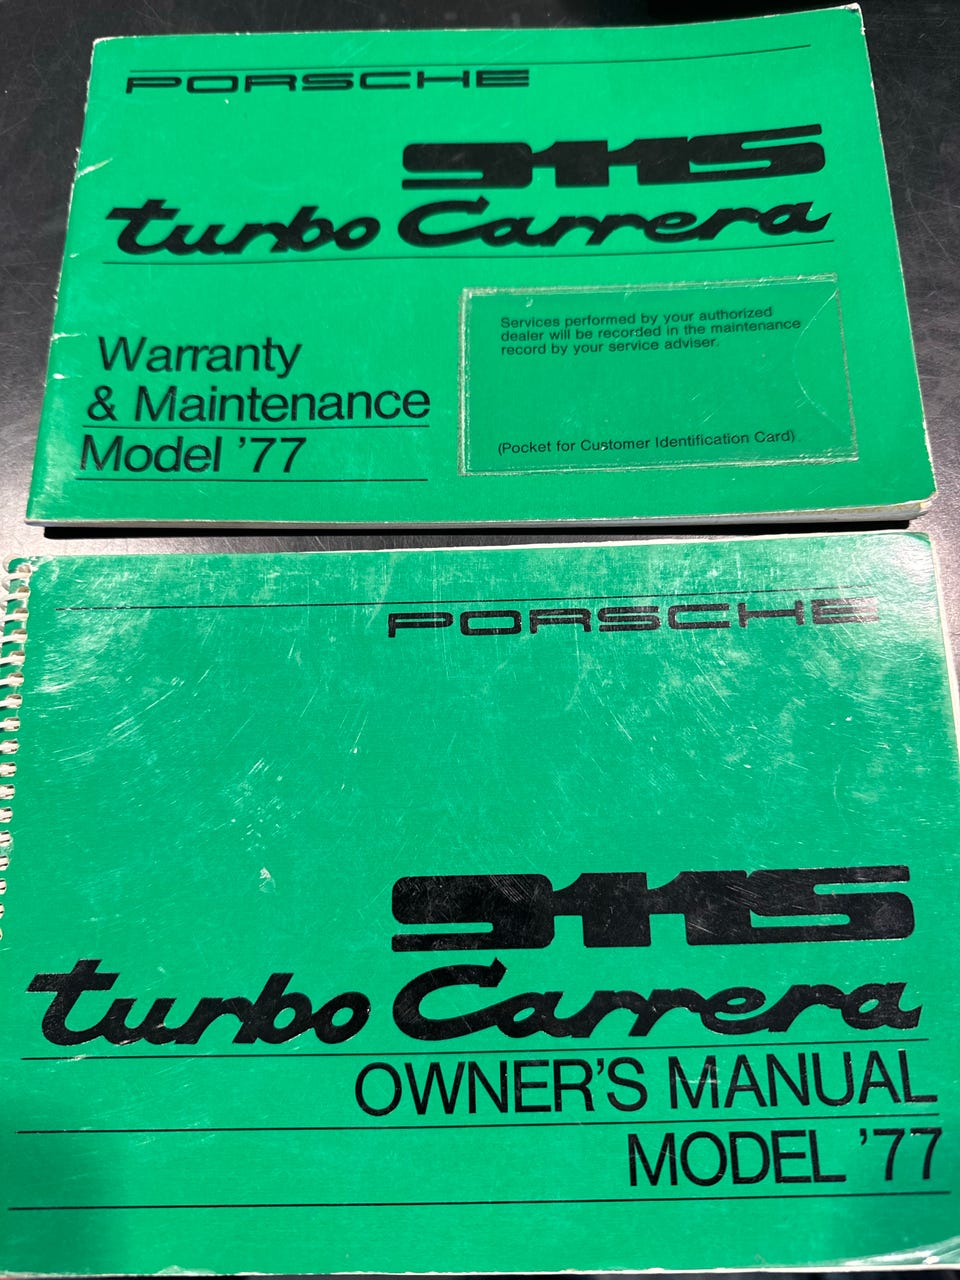 PORSCHE
911S
turbo Carrera
Warranty
& Maintenance
Model '77
Services performed by your authorized
dealer will be recorded in the maintenance
record by your service adviser.
(Pocket for Customer Identification Card)
PORSCHE
911S
turbo Carrera
OWNER'S MANUAL
MODEL '77